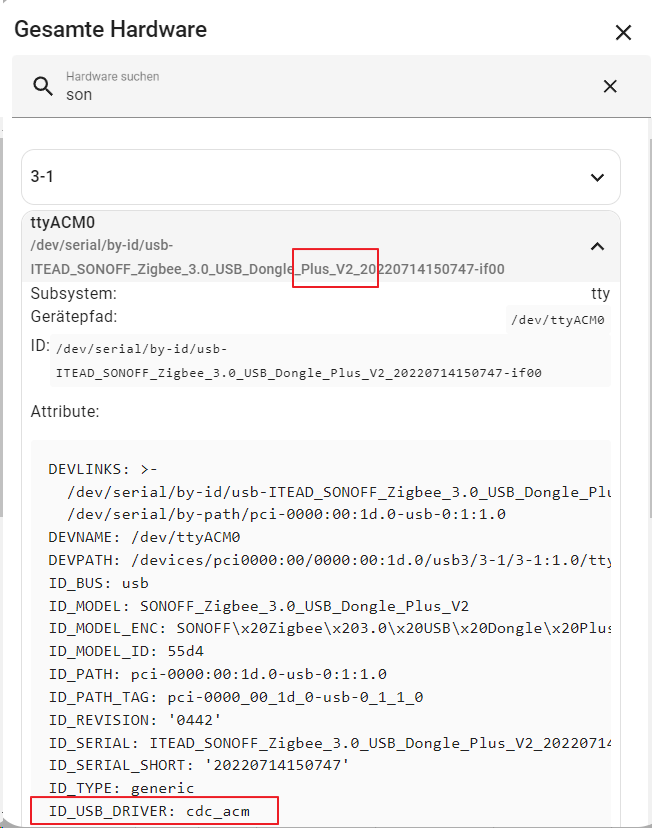 Gesamte Hardware
Hardware suchen
son
3-1
ttyACM0
/dev/serial/by-id/usb-
ITEAD_SONOFF_Zigbee_3.0_USB_Dongle_Plus_V2_20220714150747-if00
Subsystem: tty
Gerätepfad: /dev/ttyACM0
ID: /dev/serial/by-id/usb-
ITEAD_SONOFF_Zigbee_3.0_USB_Dongle_Plus_V2_20220714150747-if00
Attribute:
DEVLINKS: >-
/dev/serial/by-id/usb-ITEAD_SONOFF_Zigbee_3.0_USB_Dongle_Plu
/dev/serial/by-path/pci-0000:00:1d.0-usb-0:1:1.0
DEVNAME: /dev/ttyACM0
DEVPATH: /devices/pci0000:00/0000:00:1d.0/usb3/3-1/3-1:1.0/tty
ID_BUS: usb
ID_MODEL: SONOFF_Zigbee_3.0_USB_Dongle_Plus_V2
ID_MODEL_ENC: SONOFF\x20Zigbee\x203.0\x20USB\x20Dongle\x20Plus
ID_MODEL_ID: 55d4
ID_PATH: pci-0000:00:1d.0-usb-0:1:1.0
ID_PATH_TAG: pci-0000_00_1d_0-usb-0_1_1_0
ID_REVISION: '0442'
ID_SERIAL: ITEAD_SONOFF_Zigbee_3.0_USB_Dongle_Plus_V2_20220714
ID_SERIAL_SHORT: '20220714150747'
ID_TYPE: generic
ID_USB_DRIVER: cdc_acm